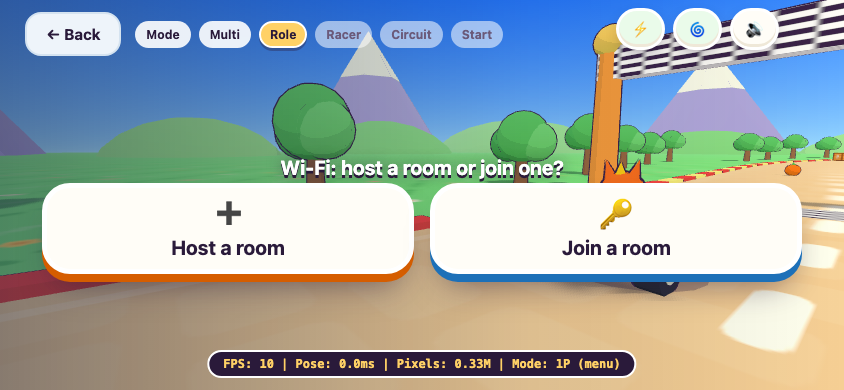 ← Back
Mode
Multi
Role
Racer
Circuit
Start
Wi-Fi: host a room or join one?
Host a room
Join a room
FPS: 10 | Pose: 0.0ms | Pixels: 0.33M | Mode: 1P (menu)